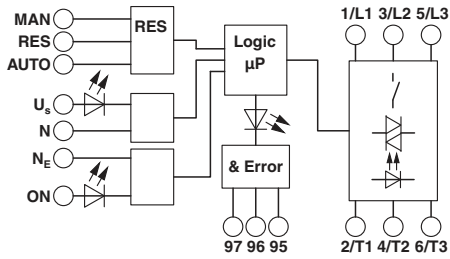 MAN
RES
AUTO
RES
Us
N
NE
ON
Logic
µP
& Error
97 96 95
1/L1 3/L2 5/L3
2/T1 4/T2 6/T3